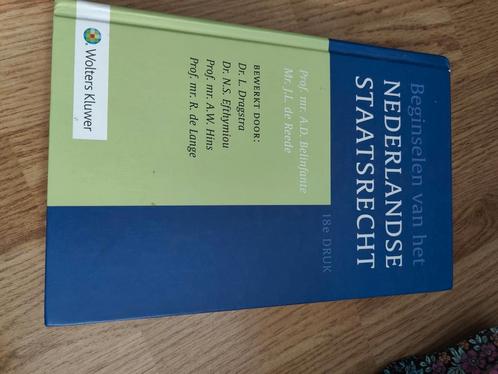 Beginselen van het
NEDERLANDSE
STAATSRECHT
18e DRUK
Prof. mr. A.D. Belinfante
Mr. J.L. de Reede
BEWERKT DOOR:
Dr. L. Dragstra
Dr. N.S. Efthymiou
Prof. mr. A.W. Hins
Prof. mr. R. de Lange
Wolters Kluwer